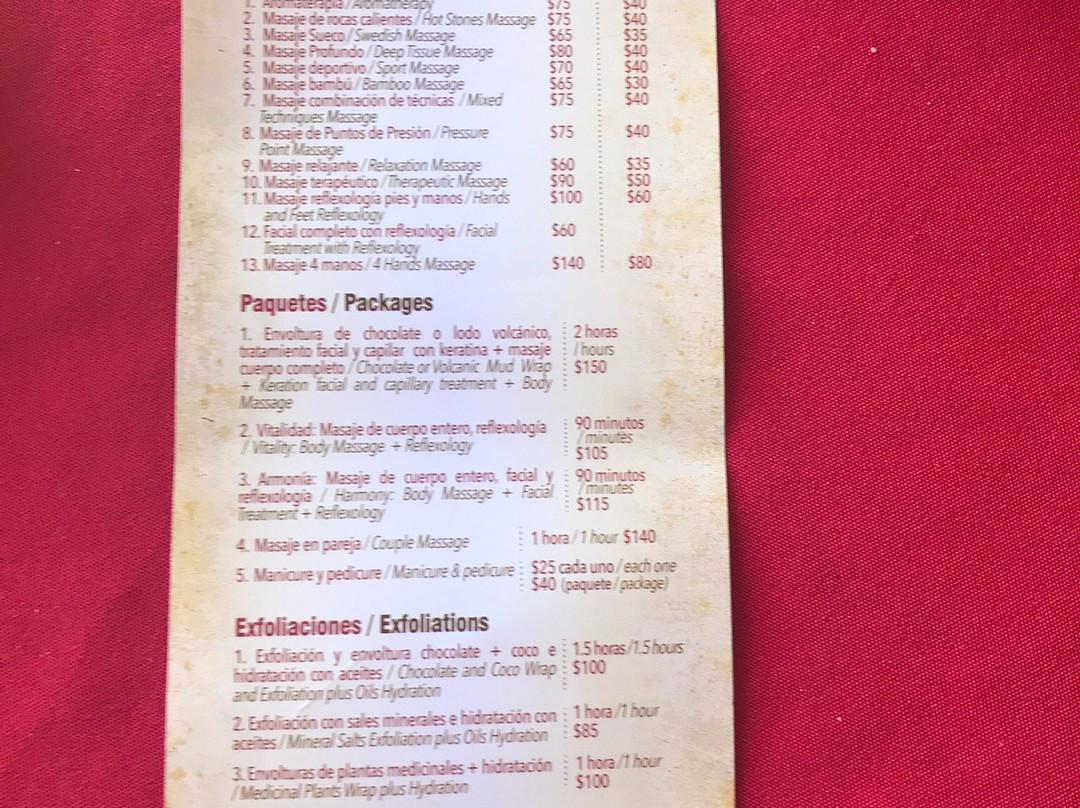 1. Aromaterapia / Aromatherapy $75 $40
2. Masaje de rocas calientes / Hot Stones Massage $75 $40
3. Masaje Sueco / Swedish Massage $65 $35
4. Masaje Profundo / Deep Tissue Massage $80 $40
5. Masaje deportivo / Sport Massage $70 $40
6. Masaje bambú / Bamboo Massage $65 $30
7. Masaje combinación de técnicas / Mixed $75 $40
Techniques Massage
8. Masaje de Puntos de Presión / Pressure $75 $40
Point Massage
9. Masaje relajante / Relaxation Massage $60 $35
10. Masaje terapéutico / Therapeutic Massage $90 $50
11. Masaje reflexología pies y manos / Hands $100 $60
and Feet Reflexology
12. Facial completo con reflexología / Facial $60
Treatment with Reflexology
13. Masaje 4 manos / 4 Hands Massage $140 $80
Paquetes / Packages
1. Envoltura de chocolate o lodo volcánico, 2 horas
tratamiento facial y capilar con keratina + masaje / hours
cuerpo completo / Chocolate or Volcanic Mud Wrap $150
+ Keration facial and capillary treatment + Body
Massage
2. Vitalidad: Masaje de cuerpo entero, reflexología 90 minutos
/ Vitality: Body Massage + Reflexology / minutes
$105
3. Armonía: Masaje de cuerpo entero, facial y 90 minutos
reflexología / Harmony: Body Massage + Facial / minutes
Treatment + Reflexology $115
4. Masaje en pareja / Couple Massage 1 hora / 1 hour $140
5. Manicure y pedicure / Manicure & pedicure $25 cada uno / each one
$40 (paquete / package)
Exfoliaciones / Exfoliations
1. Exfoliación y envoltura chocolate + coco e 1.5 horas / 1.5 hours
hidratación con aceites / Chocolate and Coco Wrap $100
and Exfoliation plus Oils Hydration
2. Exfoliación con sales minerales e hidratación con 1 hora / 1 hour
aceites / Mineral Salts Exfoliation plus Oils Hydration $85
3. Envolturas de plantas medicinales + hidratación 1 hora / 1 hour
/ Medicinal Plants Wrap plus Hydration $100